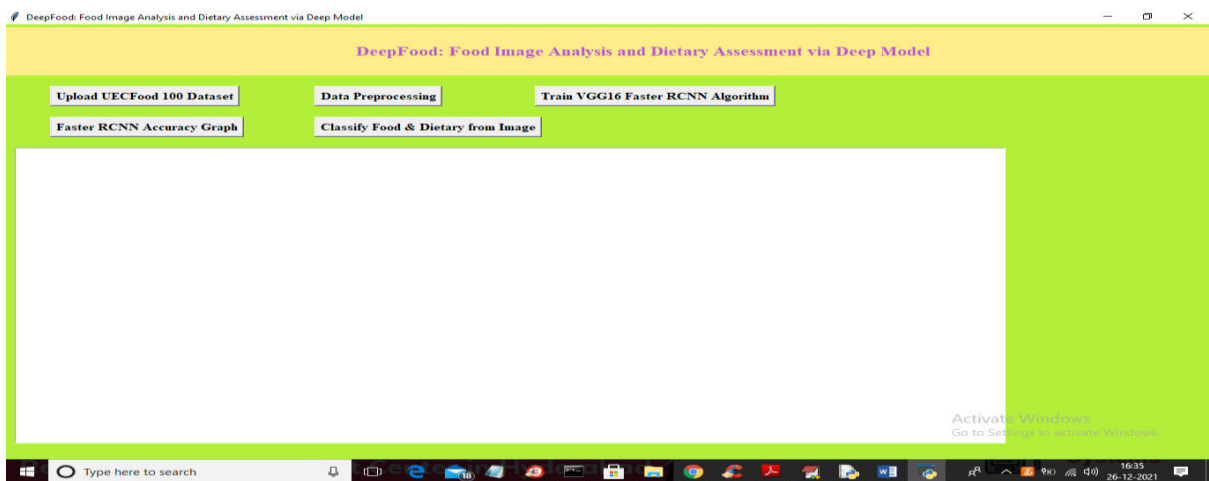 DeepFood: Food Image Analysis and Dietary Assessment via Deep Model
DeepFood: Food Image Analysis and Dietary Assessment via Deep Model
Upload UECFood 100 Dataset
Data Preprocessing
Train VGG16 Faster RCNN Algorithm
Faster RCNN Accuracy Graph
Classify Food & Dietary from Image
Activate Windows
Go to Settings to activate Windows.
Type here to search
18
16:35
26-12-2021